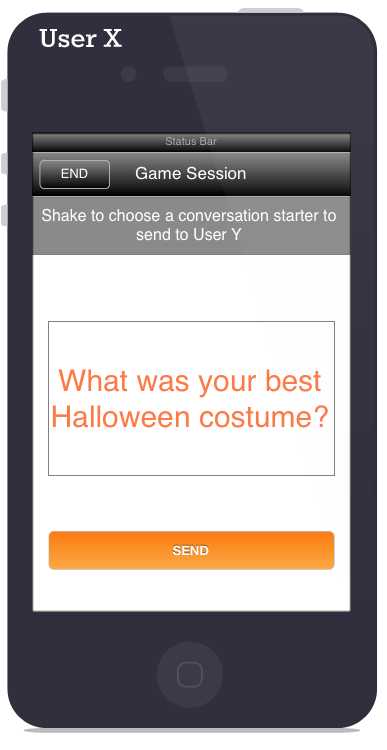 User X
Status Bar
END
Game Session
Shake to choose a conversation starter to
send to User Y
What was your best
Halloween costume?
SEND